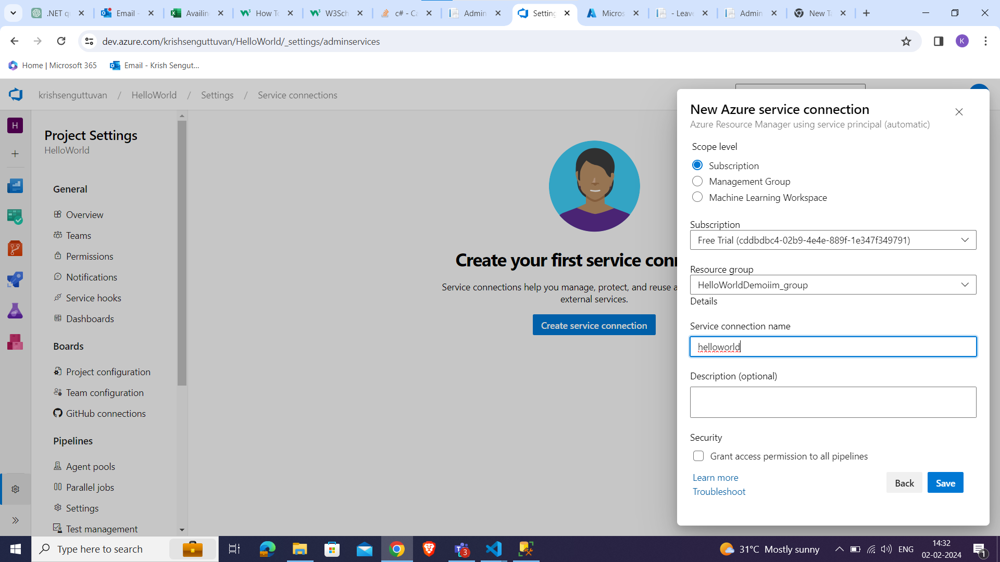 .NET qu
Email -
Availin
How To
W3Sch
c# - Ca
Admin
Setting
Micros
- Leave
Admin
New Ta
dev.azure.com/krishsenguttuvan/HelloWorld/_settings/adminservices
K
Home | Microsoft 365
Email - Krish Sengut...
krishsenguttuvan / HelloWorld / Settings / Service connections
H
Project Settings
HelloWorld
General
Overview
Teams
Permissions
Notifications
Service hooks
Dashboards
Boards
Project configuration
Team configuration
GitHub connections
Pipelines
Agent pools
Parallel jobs
Settings
Test management
Create your first service conn
Service connections help you manage, protect, and reuse a
external services.
Create service connection
New Azure service connection
Azure Resource Manager using service principal (automatic)
Scope level
Subscription
Management Group
Machine Learning Workspace
Subscription
Free Trial (cddbdbc4-02b9-4e4e-889f-1e347f349791)
Resource group
HelloWorldDemoiim_group
Details
Service connection name
helloworld
Description (optional)
Security
Grant access permission to all pipelines
Learn more
Troubleshoot
Back
Save
Type here to search
3
31°C Mostly sunny
ENG
14:32
02-02-2024
1